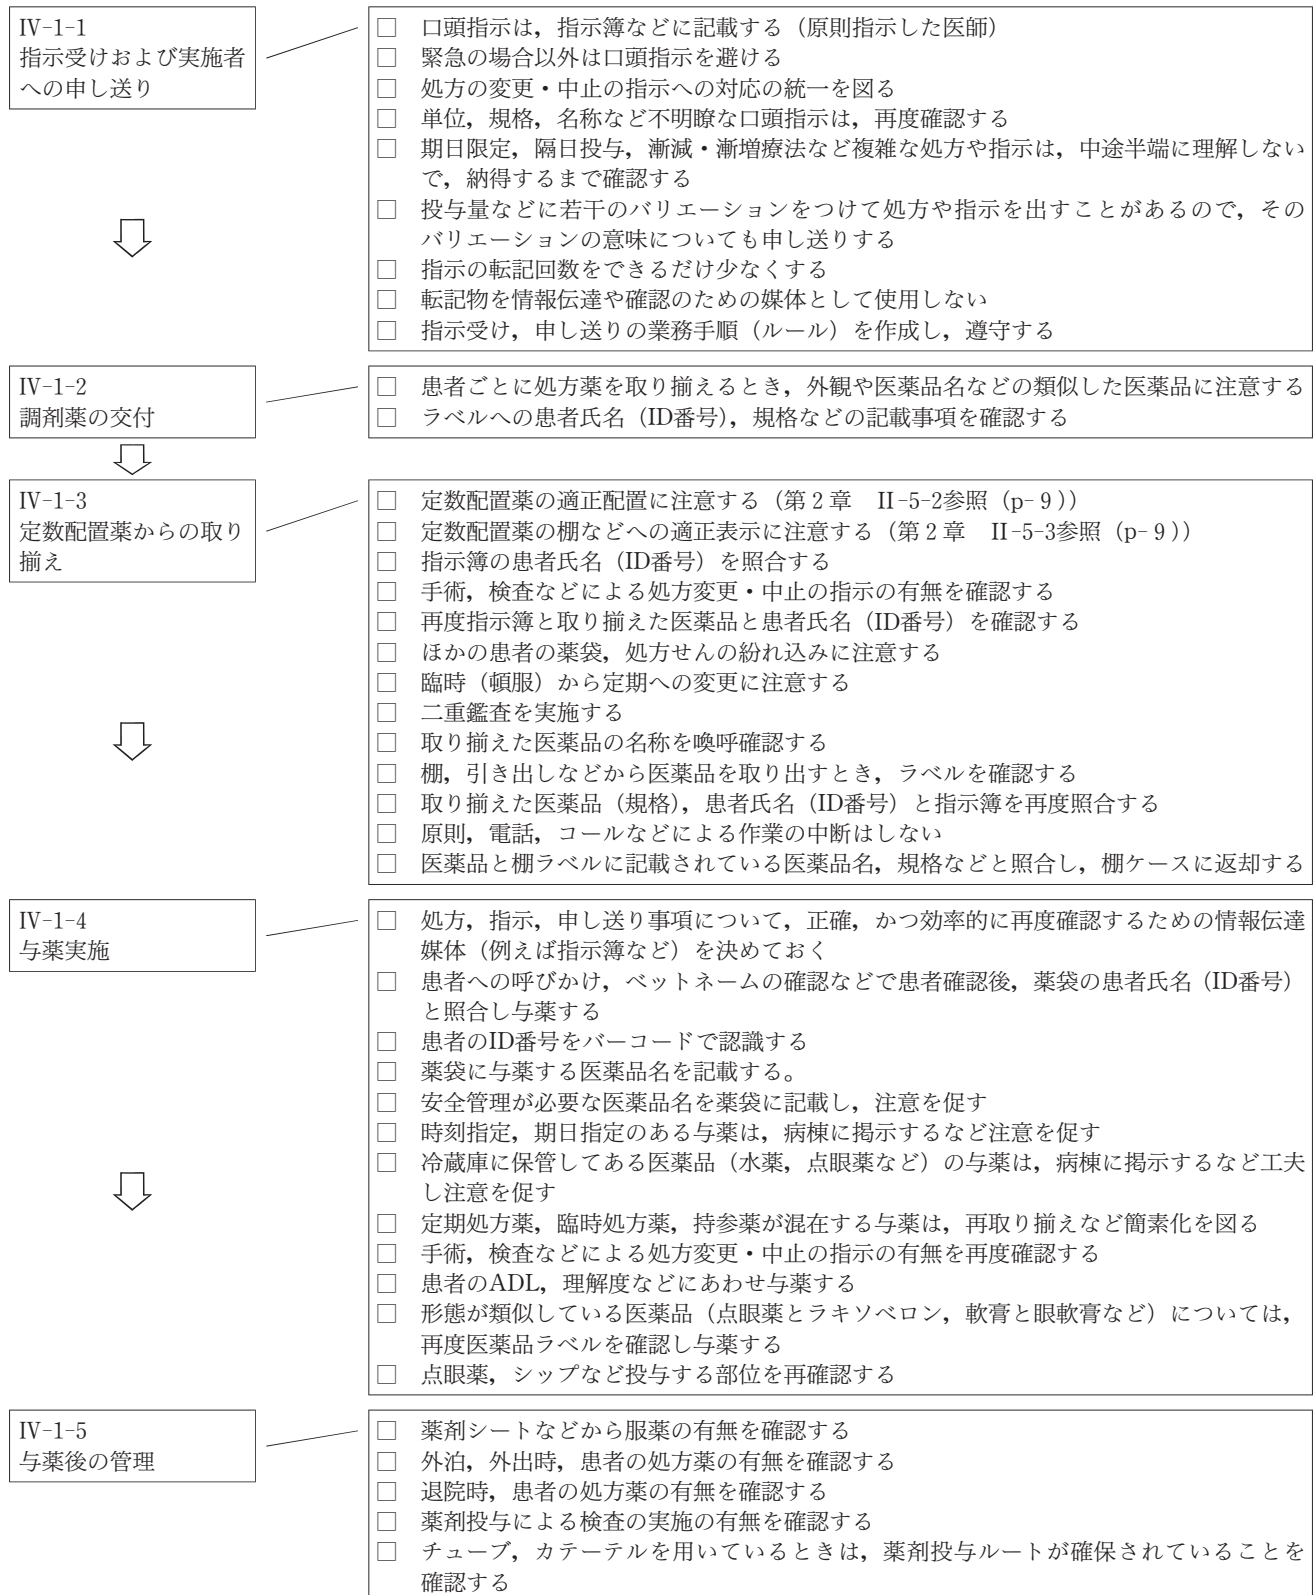 IV-1-1
指示受けおよび実施者
への申し送り
□ 口頭指示は，指示簿などに記載する（原則指示した医師）
□ 緊急の場合以外は口頭指示を避ける
□ 処方の変更・中止の指示への対応の統一を図る
□ 単位，規格，名称など不明瞭な口頭指示は，再度確認する
□ 期日限定，隔日投与，漸減・漸増療法など複雑な処方や指示は，中途半端に理解しない
で，納得するまで確認する
□ 投与量などに若干のバリエーションをつけて処方や指示を出すことがあるので，その
バリエーションの意味についても申し送りする
□ 指示の転記回数をできるだけ少なくする
□ 転記物を情報伝達や確認のための媒体として使用しない
□ 指示受け，申し送りの業務手順（ルール）を作成し，遵守する
IV-1-2
調剤薬の交付
□ 患者ごとに処方薬を取り揃えるとき，外観や医薬品名などの類似した医薬品に注意する
□ ラベルへの患者氏名（ID番号），規格などの記載事項を確認する
IV-1-3
定数配置薬からの取り
揃え
□ 定数配置薬の適正配置に注意する（第２章　II-5-2参照（p-９））
□ 定数配置薬の棚などへの適正表示に注意する（第２章　II-5-3参照（p-９））
□ 指示簿の患者氏名（ID番号）を照合する
□ 手術，検査などによる処方変更・中止の指示の有無を確認する
□ 再度指示簿と取り揃えた医薬品と患者氏名（ID番号）を確認する
□ ほかの患者の薬袋，処方せんの紛れ込みに注意する
□ 臨時（頓服）から定期への変更に注意する
□ 二重鑑査を実施する
□ 取り揃えた医薬品の名称を喚呼確認する
□ 棚，引き出しなどから医薬品を取り出すとき，ラベルを確認する
□ 取り揃えた医薬品（規格），患者氏名（ID番号）と指示簿を再度照合する
□ 原則，電話，コールなどによる作業の中断はしない
□ 医薬品と棚ラベルに記載されている医薬品名，規格などと照合し，棚ケースに返却する
IV-1-4
与薬実施
□ 処方，指示，申し送り事項について，正確，かつ効率的に再度確認するための情報伝達
媒体（例えば指示簿など）を決めておく
□ 患者への呼びかけ，ベットネームの確認などで患者確認後，薬袋の患者氏名（ID番号）
と照合し与薬する
□ 患者のID番号をバーコードで認識する
□ 薬袋に与薬する医薬品名を記載する。
□ 安全管理が必要な医薬品名を薬袋に記載し，注意を促す
□ 時刻指定，期日指定のある与薬は，病棟に掲示するなど注意を促す
□ 冷蔵庫に保管してある医薬品（水薬，点眼薬など）の与薬は，病棟に掲示するなど工夫
し注意を促す
□ 定期処方薬，臨時処方薬，持参薬が混在する与薬は，再取り揃えなど簡素化を図る
□ 手術，検査などによる処方変更・中止の指示の有無を再度確認する
□ 患者のADL，理解度などにあわせ与薬する
□ 形態が類似している医薬品（点眼薬とラキソベロン，軟膏と眼軟膏など）については，
再度医薬品ラベルを確認し与薬する
□ 点眼薬，シップなど投与する部位を再確認する
IV-1-5
与薬後の管理
□ 薬剤シートなどから服薬の有無を確認する
□ 外泊，外出時，患者の処方薬の有無を確認する
□ 退院時，患者の処方薬の有無を確認する
□ 薬剤投与による検査の実施の有無を確認する
□ チューブ，カテーテルを用いているときは，薬剤投与ルートが確保されていることを
確認する